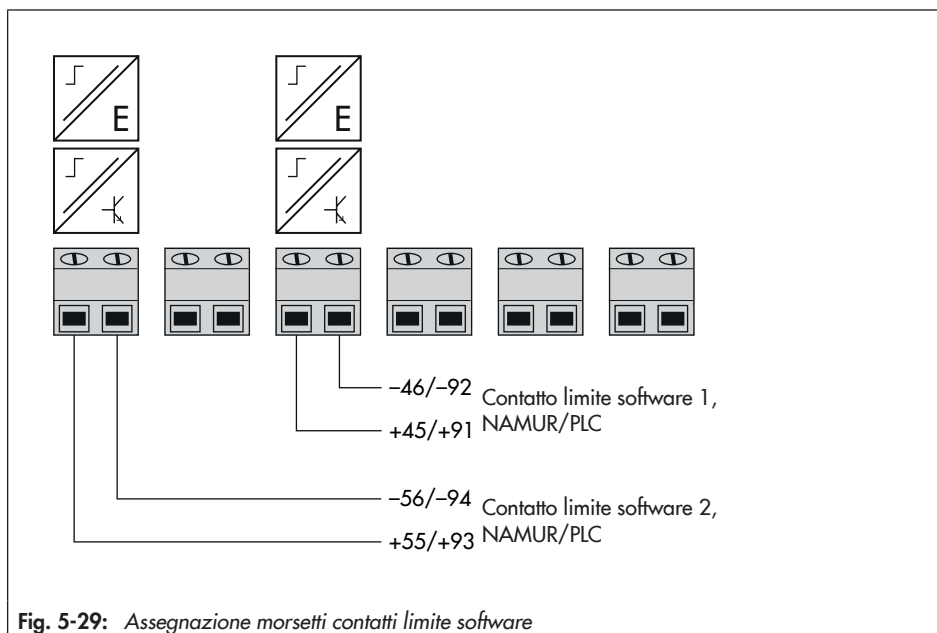 E
E
–46/–92
Contatto limite software 1,
+45/+91
NAMUR/PLC
–56/–94
Contatto limite software 2,
+55/+93
NAMUR/PLC
Fig. 5-29: Assegnazione morsetti contatti limite software